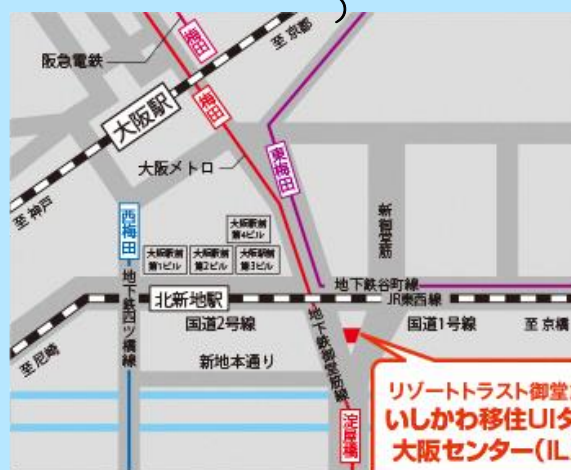 至 京都
阪急電鉄
梅田
大阪駅
梅田
大阪メトロ
東梅田
至 神戸
西梅田
新御堂筋
大阪駅前
第4ビル
大阪駅前
第1ビル
大阪駅前
第2ビル
大阪駅前
第3ビル
地下鉄谷町線
北新地駅
JR東西線
地下鉄四ツ橋線
国道2号線
地下鉄御堂筋線
国道1号線
至 京橋
至 尼崎
新地本通り
淀屋橋
リゾートトラスト御堂
いしかわ移住UI
大阪センター(IL